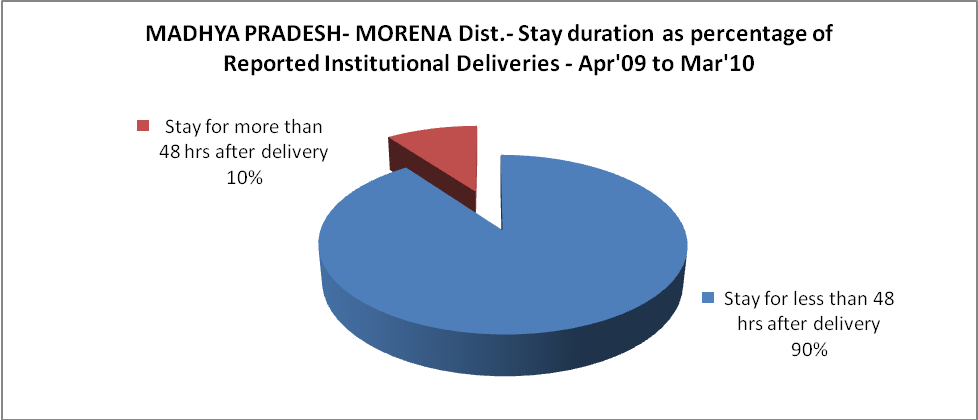 MADHYA PRADESH- MORENA Dist.- Stay duration as percentage of
Reported Institutional Deliveries - Apr'09 to Mar'10
Stay for more than
48 hrs after delivery
10%
Stay for less than 48
hrs after delivery
90%